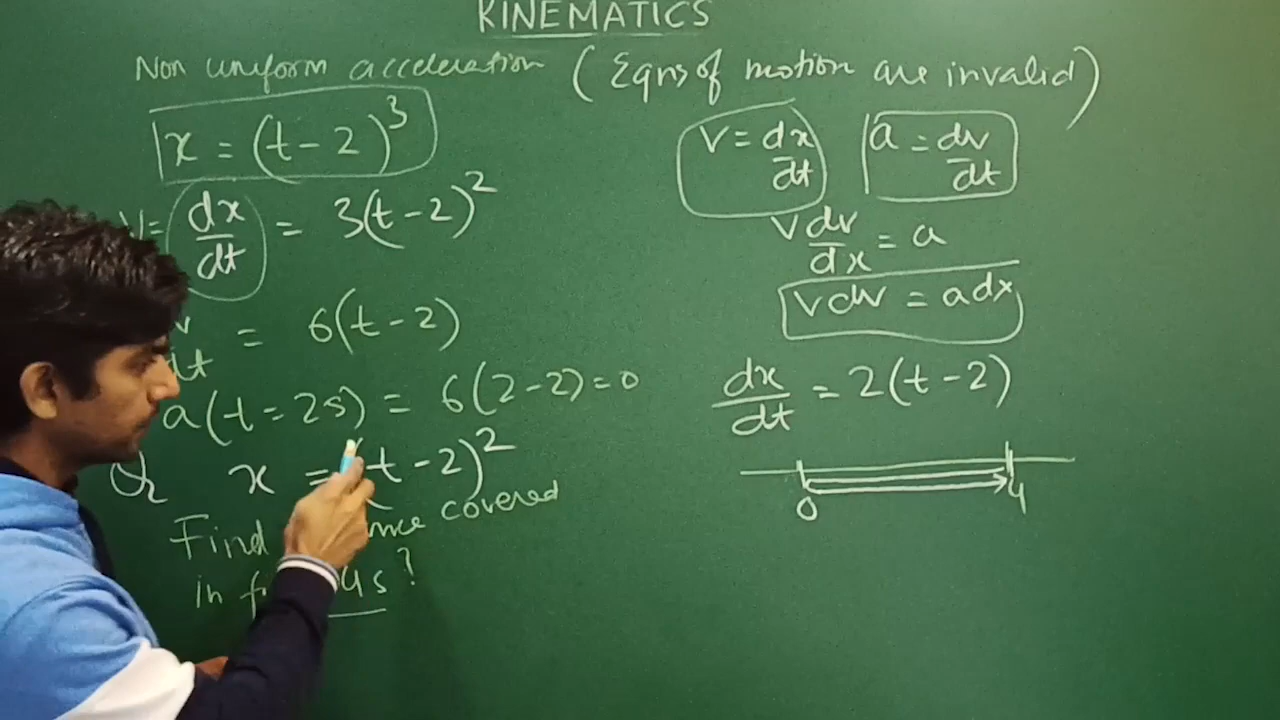 KINEMATICS
Non uniform acceleration (Eqns of motion are invalid)
x = (t-2)³
V = dx/dt = 3(t-2)²
dt = 6(t-2)
a(t=2s) = 6(2-2)=0
Q x = (t-2)²
Find covered
in 4s?
V = dx/dt a = dv/dt
V dv/dx = a
vdv = adx
dx/dt = 2(t-2)
0 4